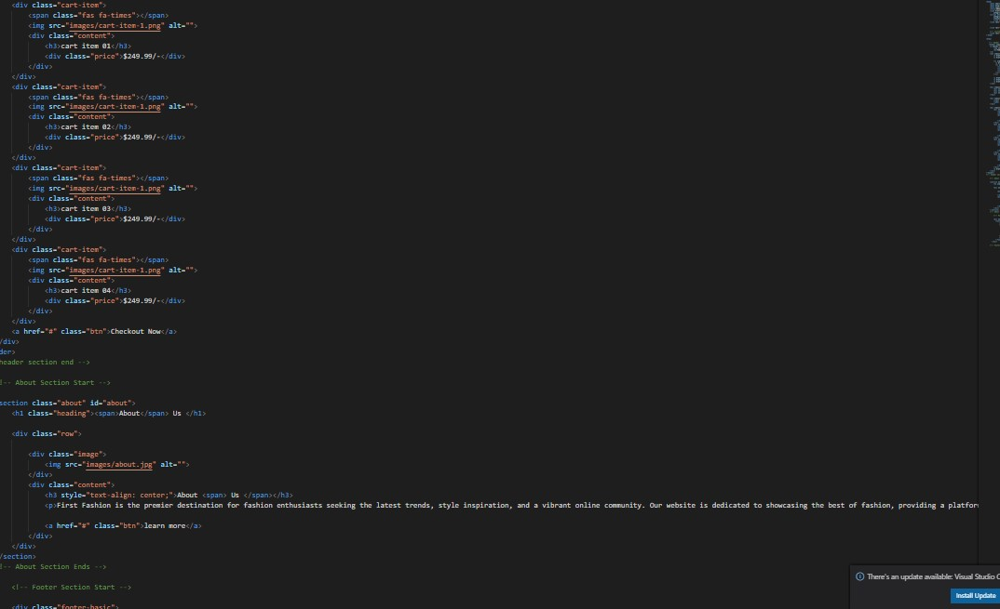 <div class="cart-item">
<span class="fas fa-times"></span>
<img src="images/cart-item-1.png" alt="">
<div class="content">
<h3>cart item 01</h3>
<div class="price">$249.99/-</div>
</div>
</div>
<div class="cart-item">
<span class="fas fa-times"></span>
<img src="images/cart-item-1.png" alt="">
<div class="content">
<h3>cart item 02</h3>
<div class="price">$249.99/-</div>
</div>
</div>
<div class="cart-item">
<span class="fas fa-times"></span>
<img src="images/cart-item-1.png" alt="">
<div class="content">
<h3>cart item 03</h3>
<div class="price">$249.99/-</div>
</div>
</div>
<div class="cart-item">
<span class="fas fa-times"></span>
<img src="images/cart-item-1.png" alt="">
<div class="content">
<h3>cart item 04</h3>
<div class="price">$249.99/-</div>
</div>
</div>
<a href="#" class="btn">Checkout Now</a>
/div>
der>
header section end -->
!-- About Section Start -->
section class="about" id="about">
<h1 class="heading"><span>About</span> Us </h1>
<div class="row">
<div class="image">
<img src="images/about.jpg" alt="">
</div>
<div class="content">
<h3 style="text-align: center;">About <span> Us </span></h3>
<p>First Fashion is the premier destination for fashion enthusiasts seeking the latest trends, style inspiration, and a vibrant online community. Our website is dedicated to showcasing the best of fashion, providing a platfor
<a href="#" class="btn">learn more</a>
</div>
</div>
/section>
!-- About Section Ends -->
<!-- Footer Section Start -->
<div class="footer-basic">
There's an update available: Visual Studio C
Install Update